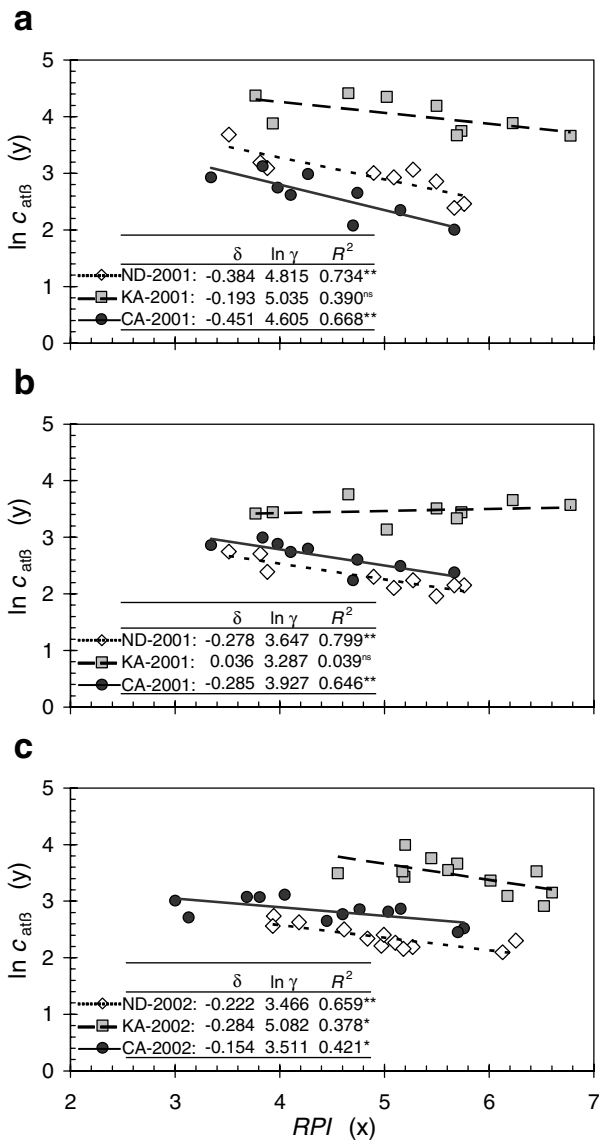 a
5
4
3
2
1
0
ln c atß (y)
δ ln γ R²
ND-2001: -0.384 4.815 0.734**
KA-2001: -0.193 5.035 0.390ns
CA-2001: -0.451 4.605 0.668**
b
5
4
3
2
1
0
ln c atß (y)
δ ln γ R²
ND-2001: -0.278 3.647 0.799**
KA-2001: 0.036 3.287 0.039ns
CA-2001: -0.285 3.927 0.646**
c
5
4
3
2
1
0
ln c atß (y)
δ ln γ R²
ND-2002: -0.222 3.466 0.659**
KA-2002: -0.284 5.082 0.378*
CA-2002: -0.154 3.511 0.421*
2 3 4 5 6 7
RPI (x)